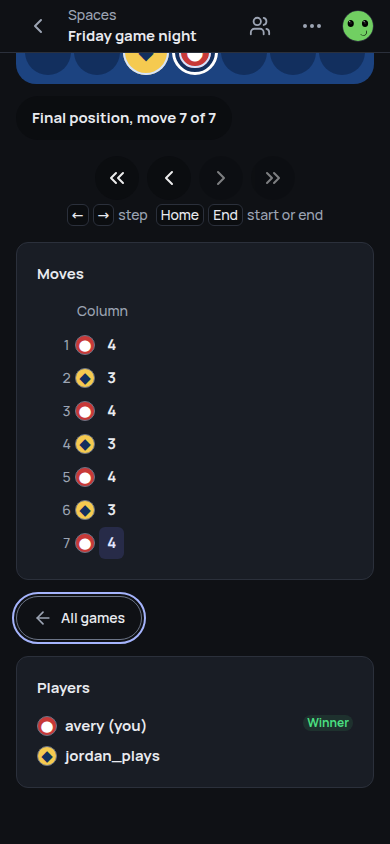 Spaces
Friday game night
Final position, move 7 of 7
← → step Home End start or end
Moves
Column
1 4
2 3
3 4
4 3
5 4
6 3
7 4
All games
Players
avery (you) Winner
jordan_plays